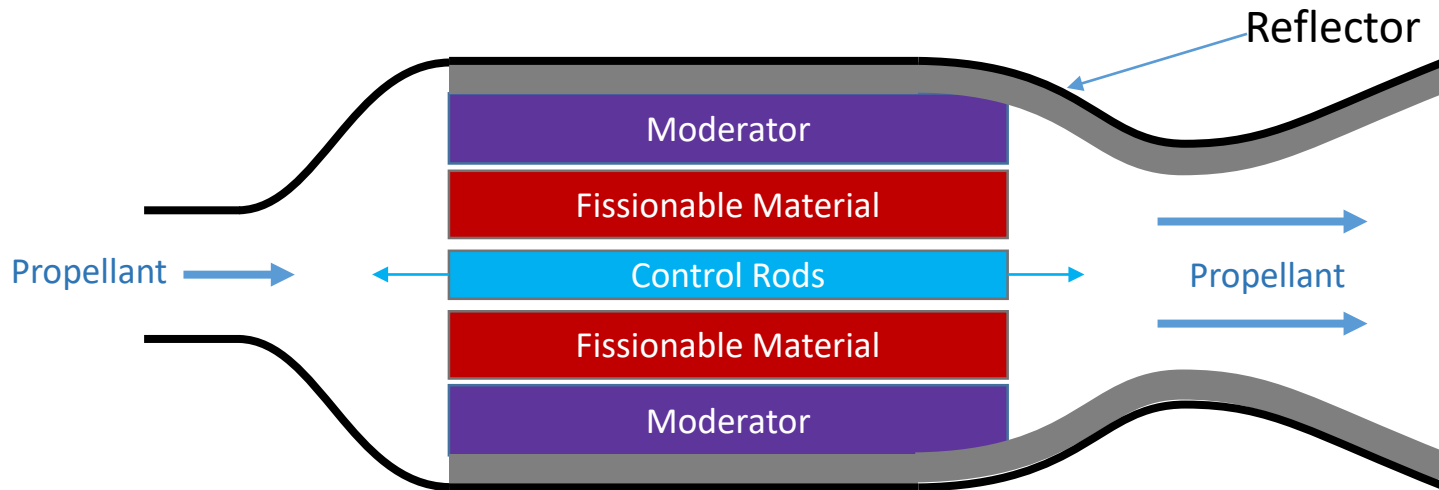 Reflector
Moderator
Fissionable Material
Propellant
Control Rods
Propellant
Fissionable Material
Moderator